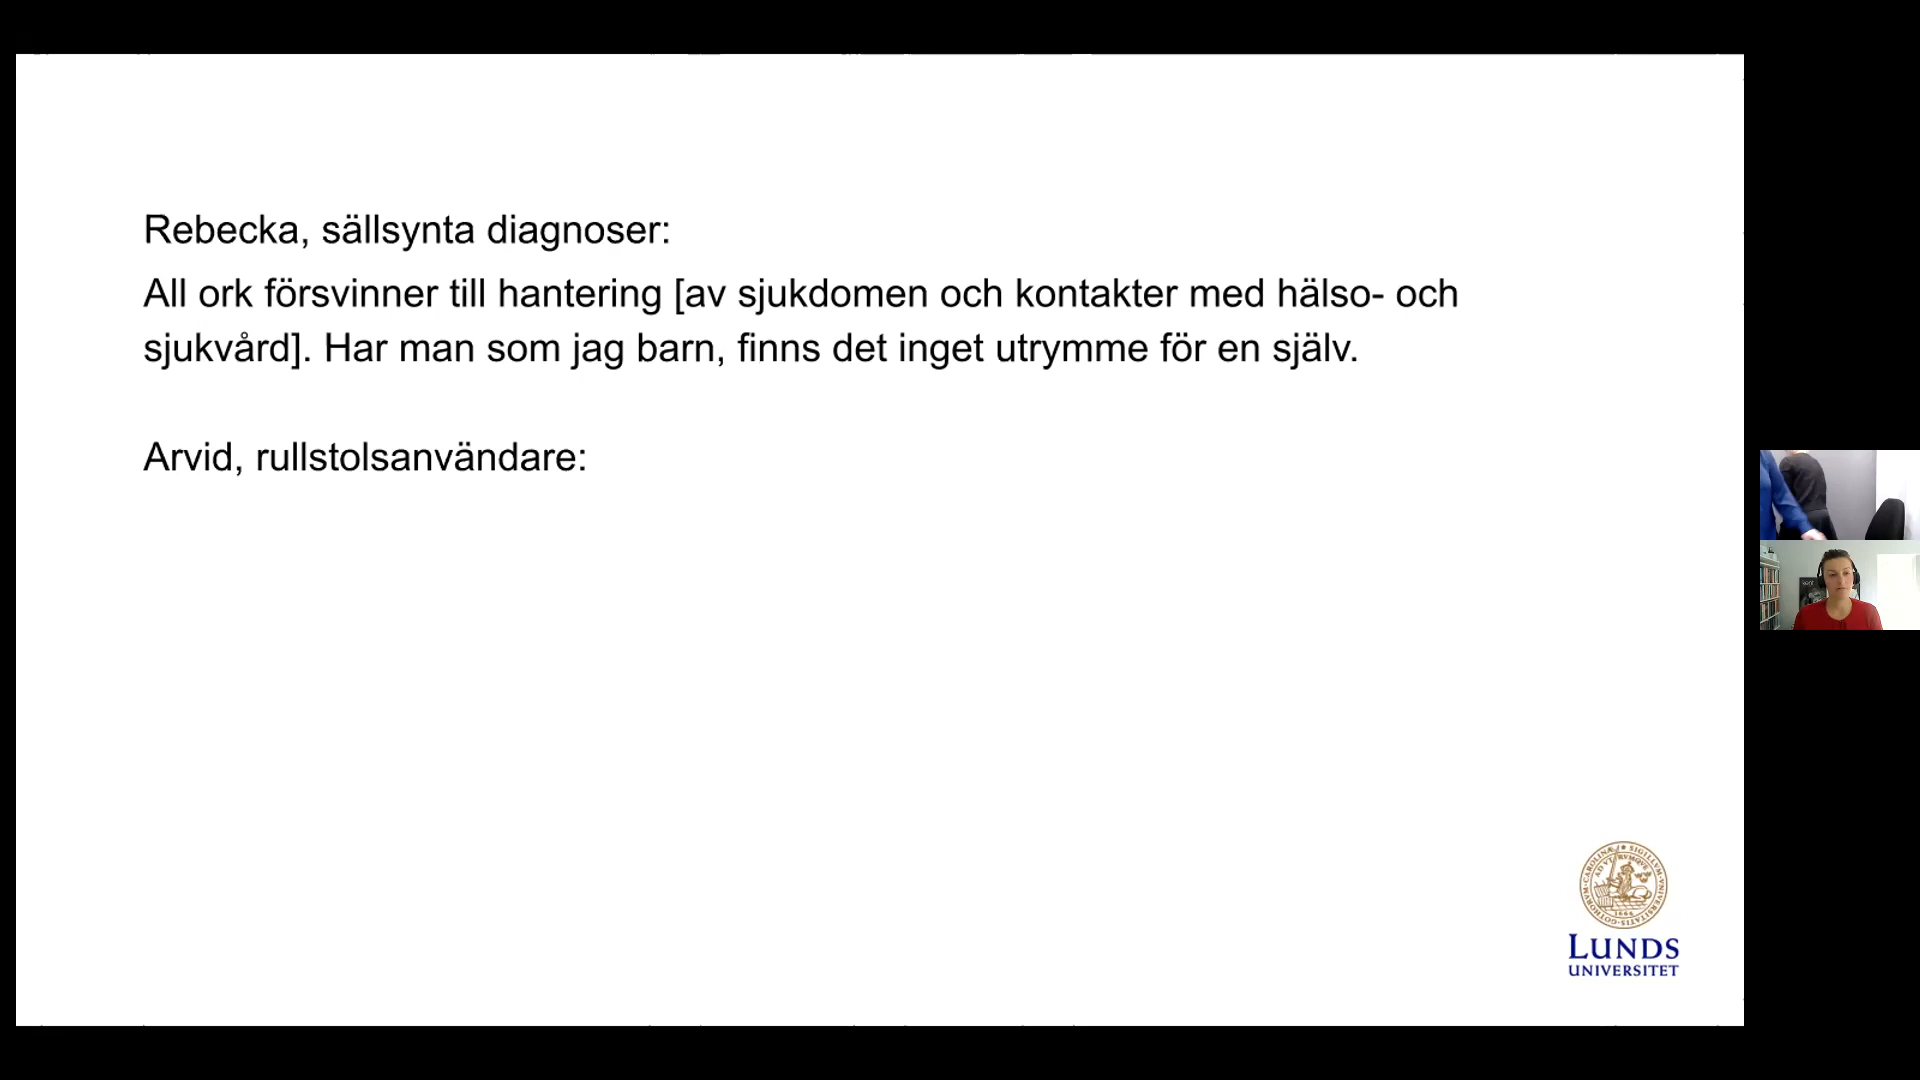 Rebecka, sällsynta diagnoser:
All ork försvinner till hantering [av sjukdomen och kontakter med hälso- och
sjukvård]. Har man som jag barn, finns det inget utrymme för en själv.
Arvid, rullstolsanvändare:
LUNDS
UNIVERSITET